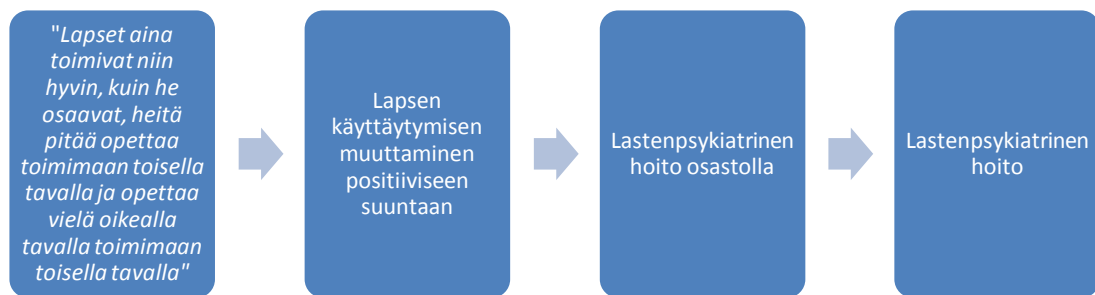 "Lapset aina
toimivat niin
hyvin, kuin he
osaavat, heitä
pitää opettaa
toimimaan toisella
tavalla ja opettaa
vielä oikealla
tavalla toimimaan
toisella tavalla"
Lapsen
käyttäytymisen
muuttaminen
positiiviseen
suuntaan
Lastenpsykiatrinen
hoito osastolla
Lastenpsykiatrinen
hoito